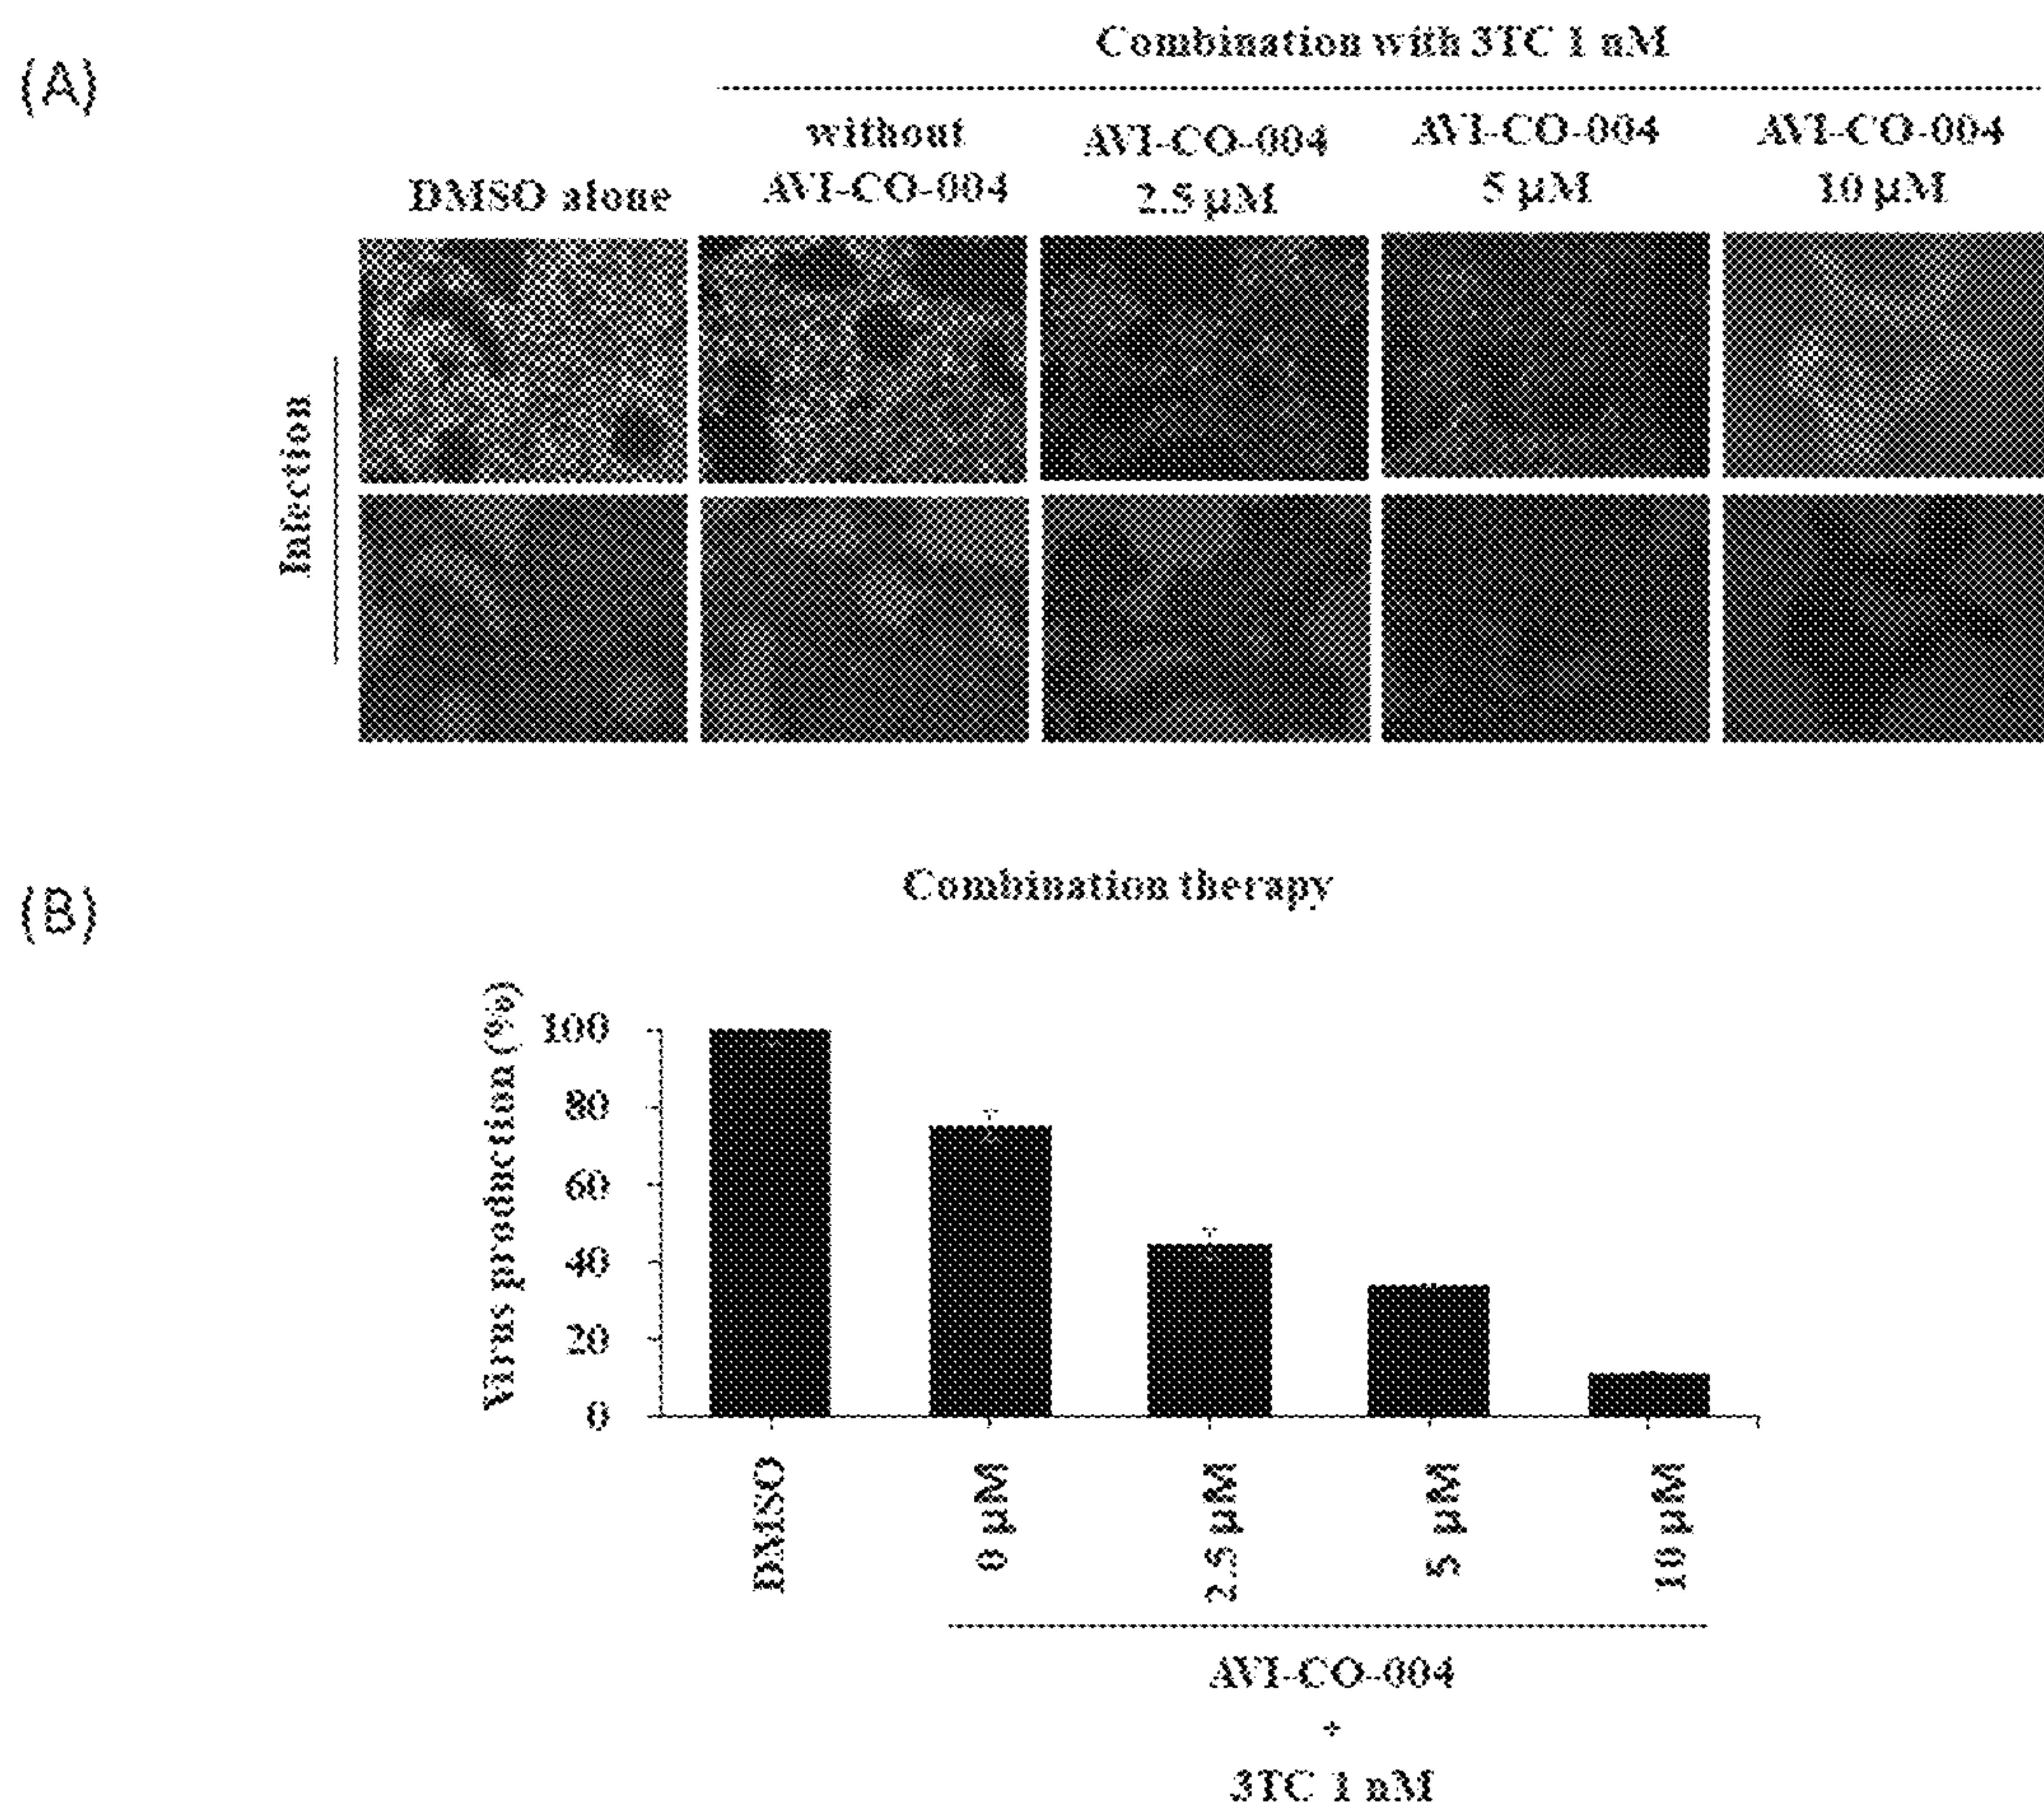 (A)
Combination with 3TC 1 nM
DMSO alone
without
AVI-CO-004
AVI-CO-004
2.5 μM
AVI-CO-004
5 μM
AVI-CO-004
10 μM
Infection
(B)
Combination therapy
Virus production (%)
100
80
60
40
20
0
DMSO
0 μM
2.5 μM
5 μM
10 μM
AVI-CO-004
+
3TC 1 nM